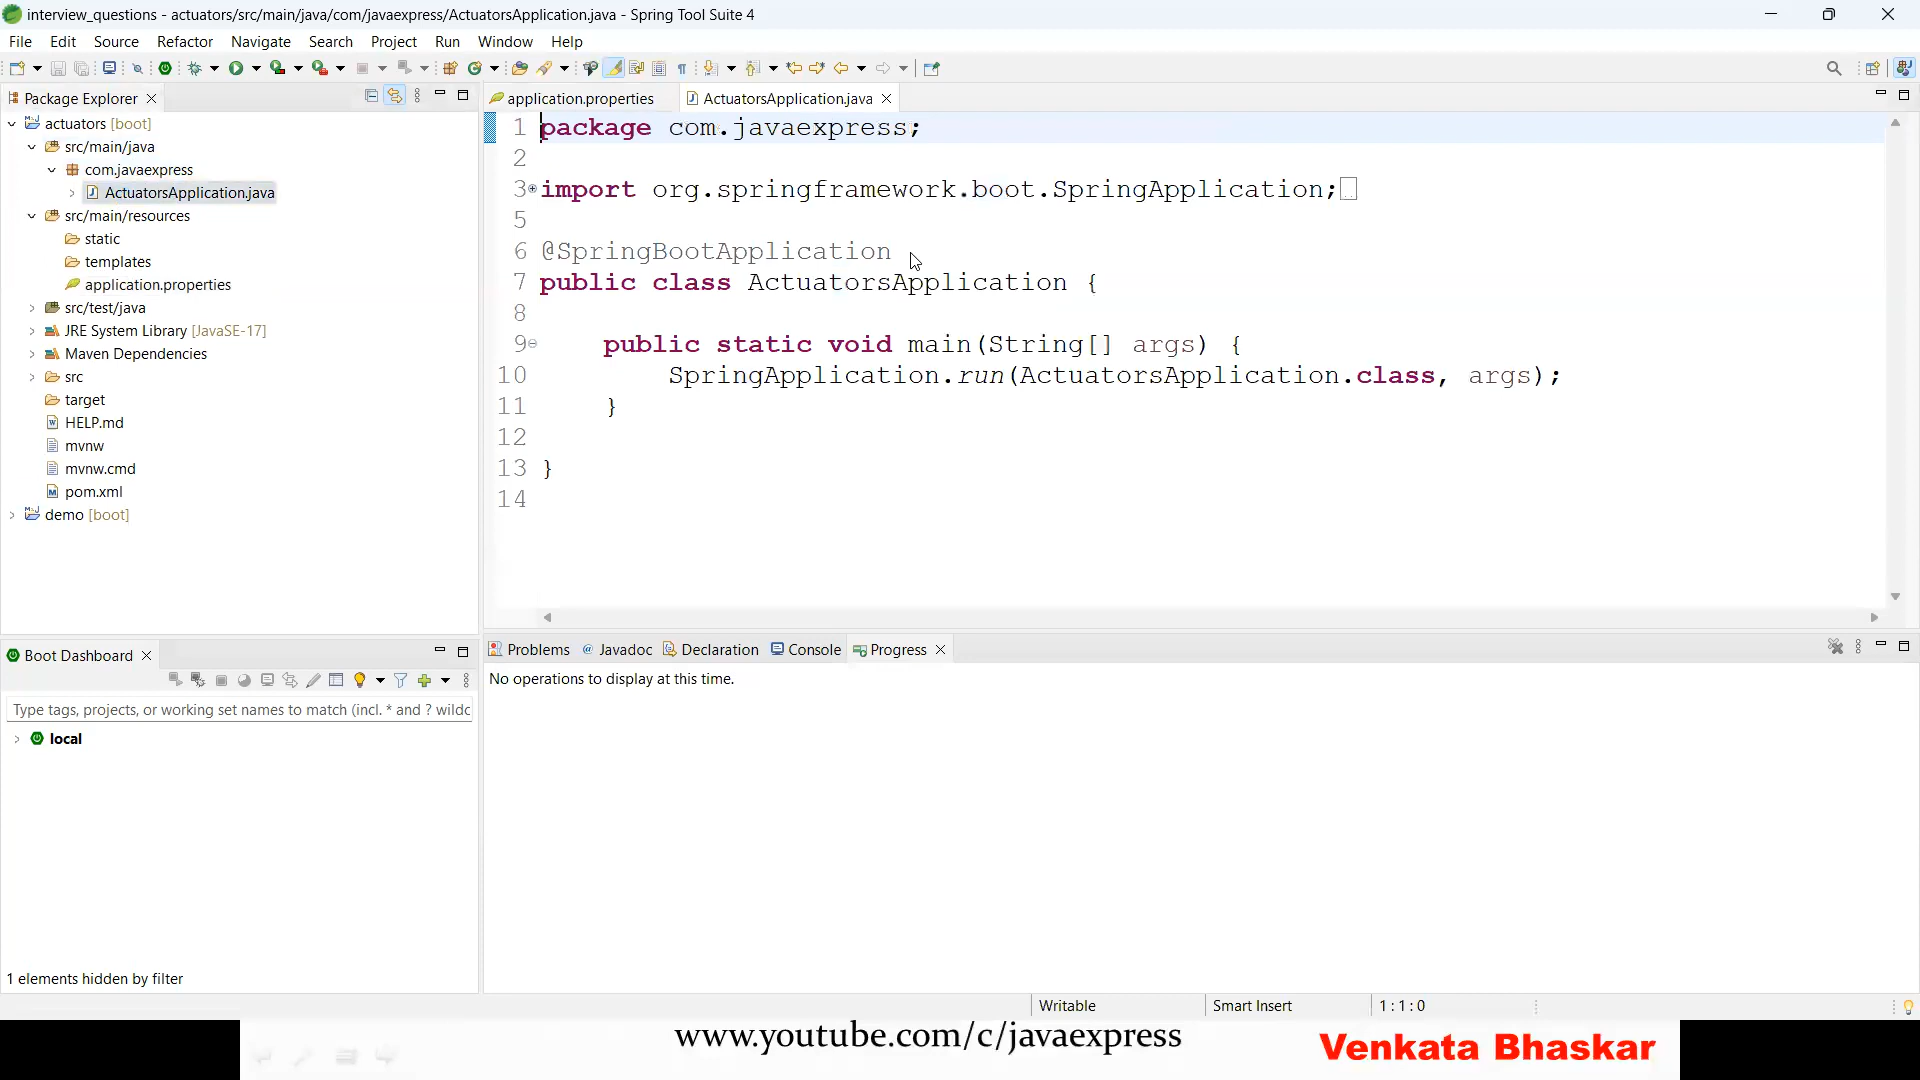 interview_questions - actuators/src/main/java/com/javaexpress/ActuatorsApplication.java - Spring Tool Suite 4
File Edit Source Refactor Navigate Search Project Run Window Help
Package Explorer
actuators [boot]
src/main/java
com.javaexpress
ActuatorsApplication.java
src/main/resources
static
templates
application.properties
src/test/java
JRE System Library [JavaSE-17]
Maven Dependencies
src
target
HELP.md
mvnw
mvnw.cmd
pom.xml
demo [boot]
application.properties ActuatorsApplication.java
1 package com.javaexpress;
2
3 import org.springframework.boot.SpringApplication;
5
6 @SpringBootApplication
7 public class ActuatorsApplication {
8
9 public static void main(String[] args) {
10 SpringApplication.run(ActuatorsApplication.class, args);
11 }
12
13 }
14
Boot Dashboard
Type tags, projects, or working set names to match (incl. * and ? wildc
local
1 elements hidden by filter
Problems @ Javadoc Declaration Console Progress
No operations to display at this time.
Writable Smart Insert 1 : 1 : 0
www.youtube.com/c/javaexpress
Venkata Bhaskar